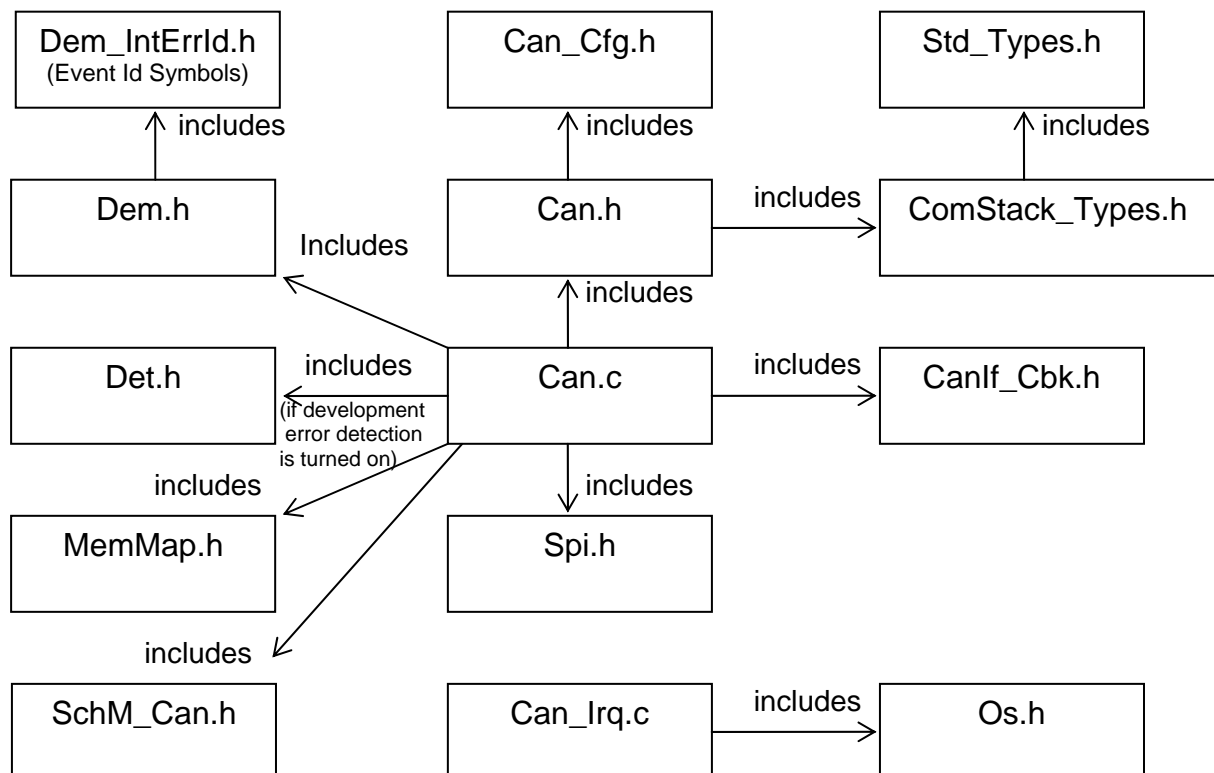 Dem_IntErrId.h
(Event Id Symbols)
Can_Cfg.h
Std_Types.h
includes
includes
includes
Dem.h
Can.h
includes
ComStack_Types.h
Includes
includes
Det.h
includes
Can.c
includes
CanIf_Cbk.h
(if development
error detection
is turned on)
includes
includes
MemMap.h
Spi.h
includes
SchM_Can.h
Can_Irq.c
includes
Os.h